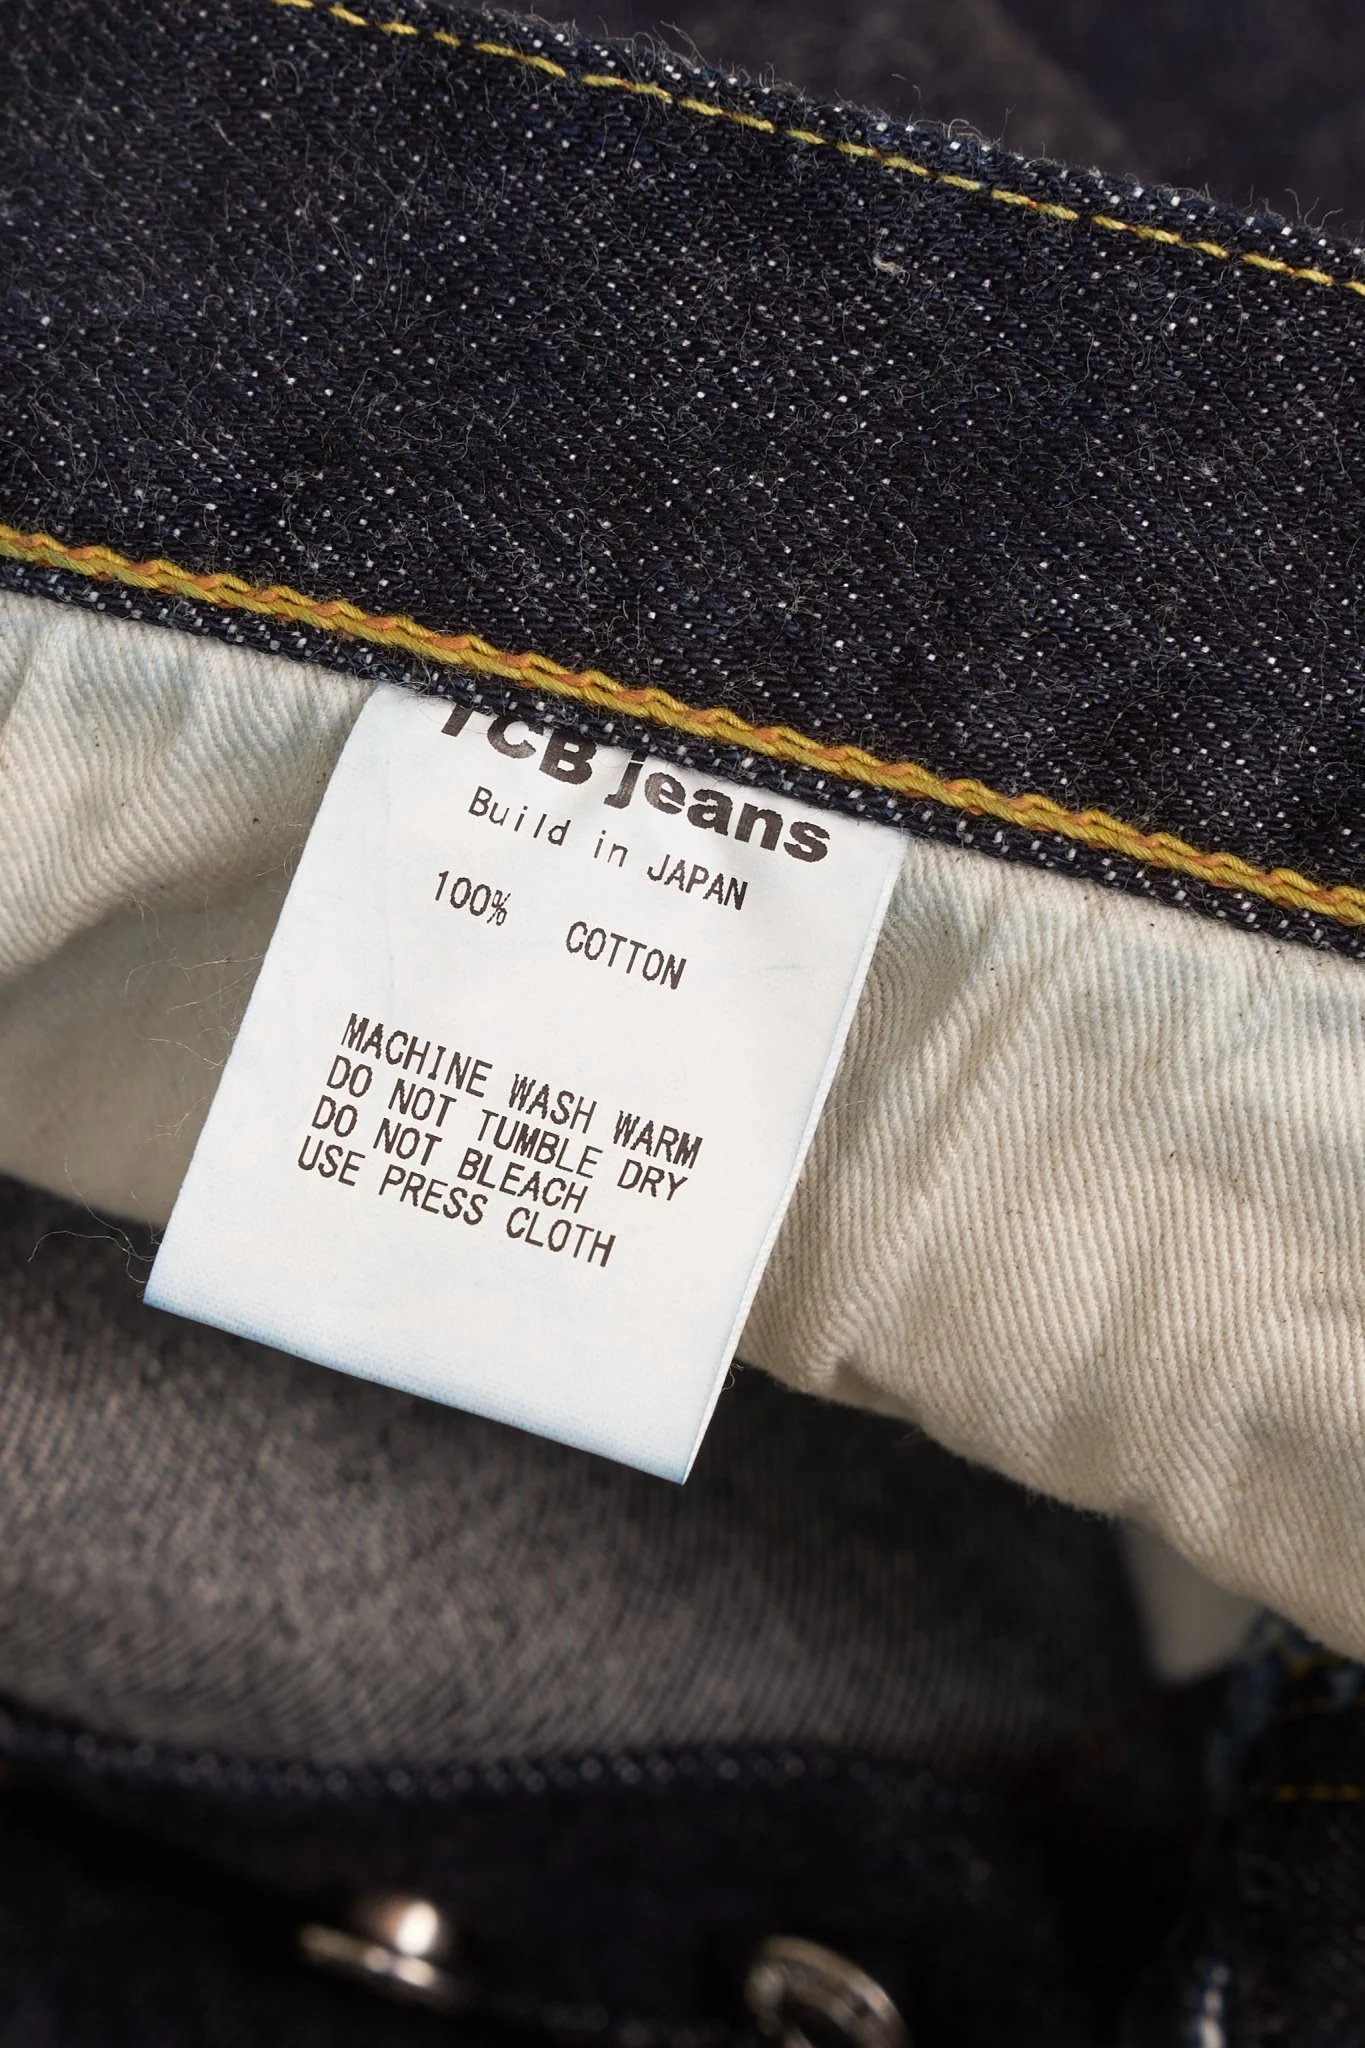 TCB jeans
Build in JAPAN
100% COTTON
MACHINE WASH WARM
DO NOT TUMBLE DRY
DO NOT BLEACH
USE PRESS CLOTH